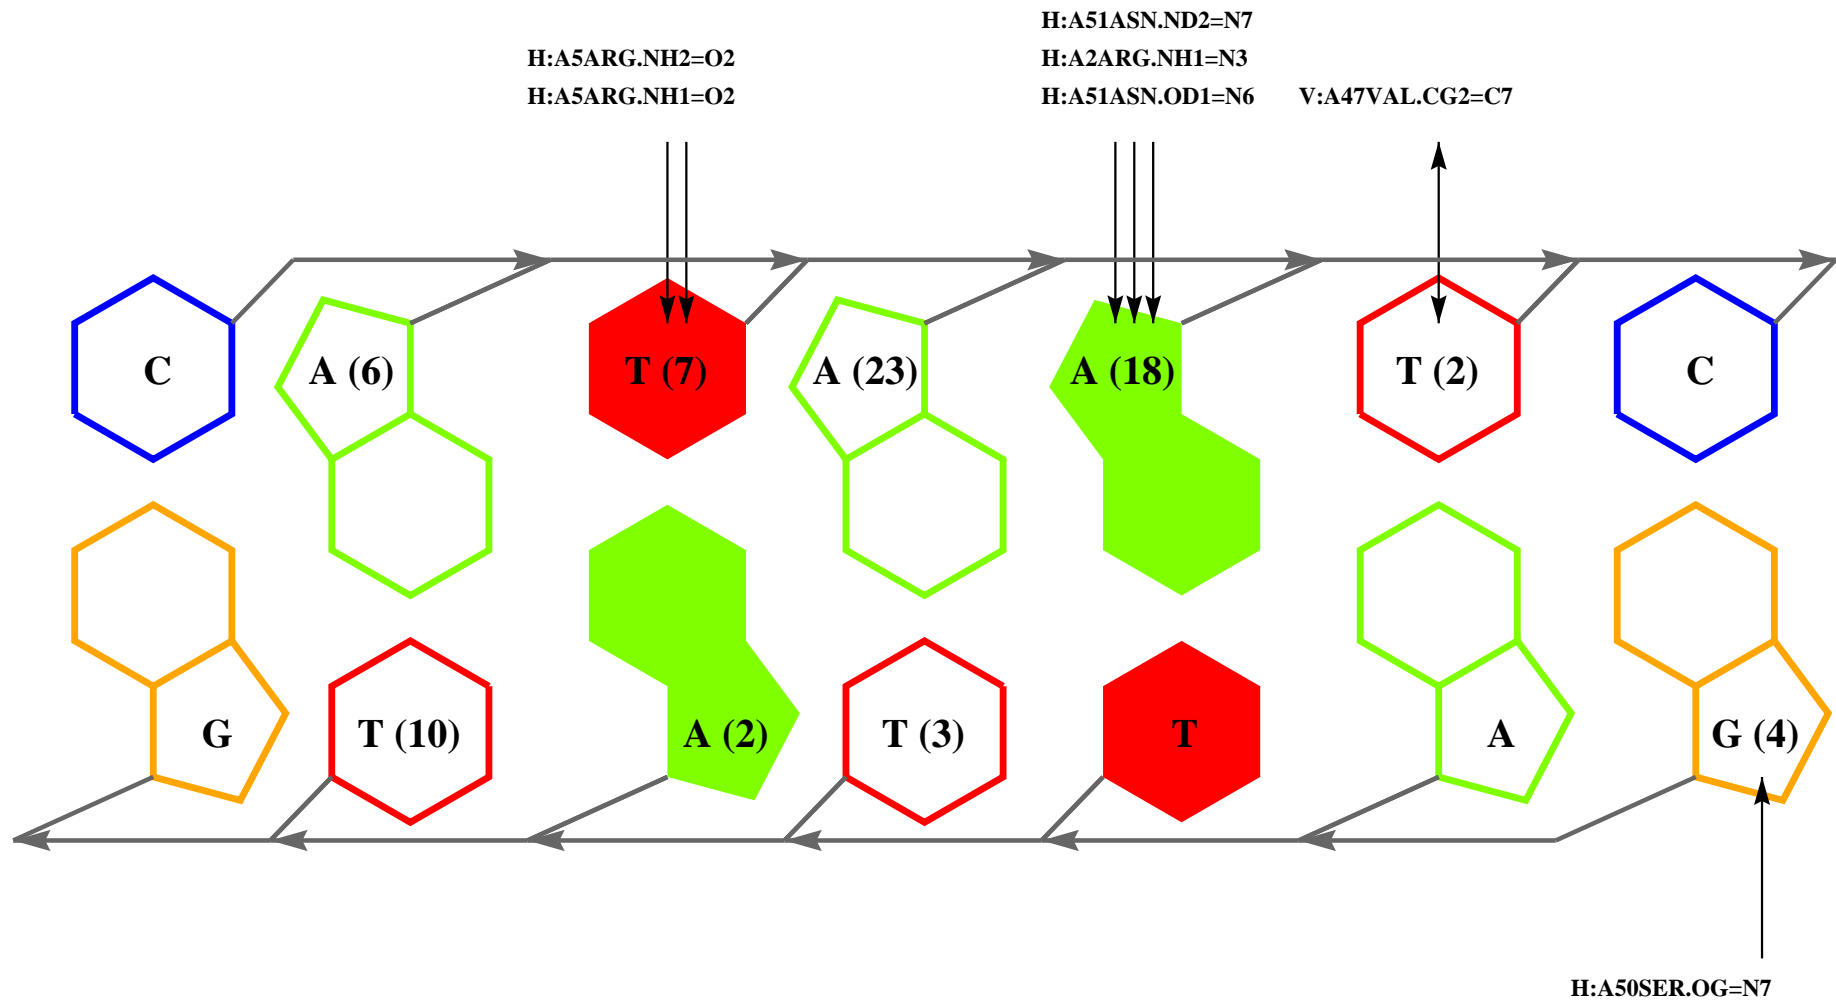 H:A51ASN.ND2=N7
H:A5ARG.NH2=O2 H:A2ARG.NH1=N3
H:A5ARG.NH1=O2 H:A51ASN.OD1=N6 V:A47VAL.CG2=C7
C A (6) T (7) A (23) A (18) T (2) C
G T (10) A (2) T (3) T A G (4)
H:A50SER.OG=N7